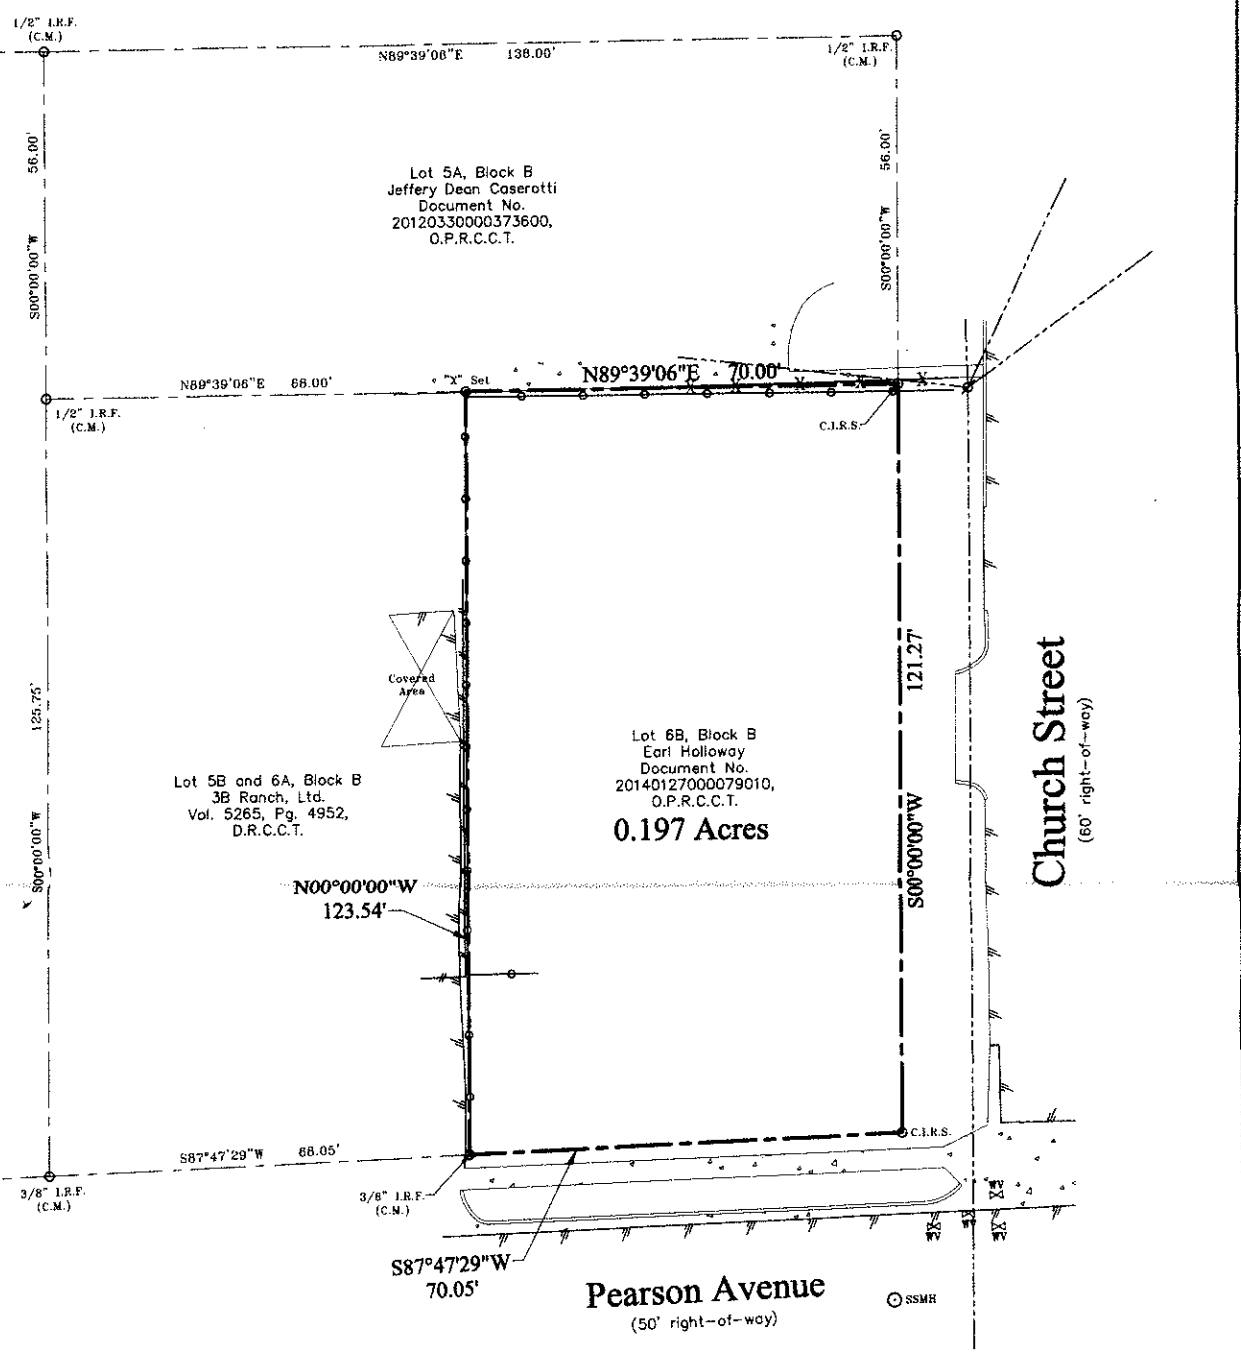 1/2" I.R.F.
(C.M.)
N89°39'06"E 138.00'
1/2" I.R.F.
(C.M.)
56.00'
S00°00'00"W
56.00'
S00°00'00"W
Lot 5A, Block B
Jeffery Dean Caserotti
Document No.
20120330000373600,
O.P.R.C.C.T.
N89°39'06"E 68.00'
"X" Set
N89°39'06"E 70.00'
X X X X X
1/2" I.R.F.
(C.M.)
C.I.R.S.
125.75'
S00°00'00"W
Covered
Area
121.27'
S00°00'00"W
Church Street
(60' right-of-way)
Lot 6B, Block B
Earl Holloway
Document No.
20140127000079010,
O.P.R.C.C.T.
0.197 Acres
Lot 5B and 6A, Block B
3B Ranch, Ltd.
Vol. 5265, Pg. 4952,
D.R.C.C.T.
N00°00'00"W
123.54'
C.I.R.S.
S87°47'29"W 68.05'
3/8" I.R.F.
(C.M.)
3/8" I.R.F.
(C.M.)
WV
WV
WV
WV
S87°47'29"W
70.05'
Pearson Avenue
(50' right-of-way)
SSMH